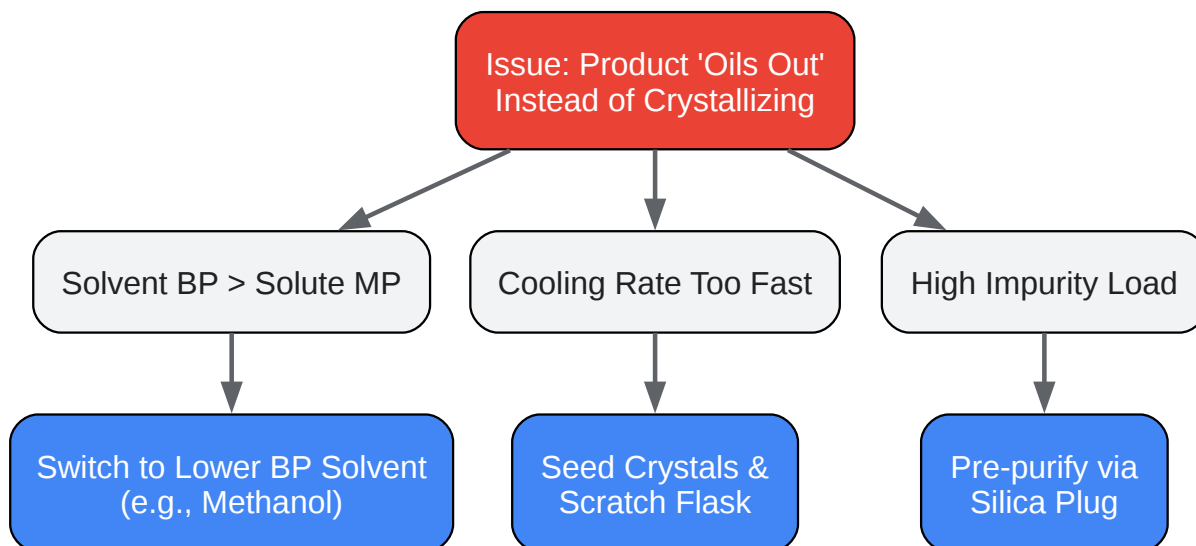 Issue: Product 'Oils Out'
Instead of Crystallizing
Solvent BP > Solute MP
Cooling Rate Too Fast
High Impurity Load
Switch to Lower BP Solvent
(e.g., Methanol)
Seed Crystals &
Scratch Flask
Pre-purify via
Silica Plug